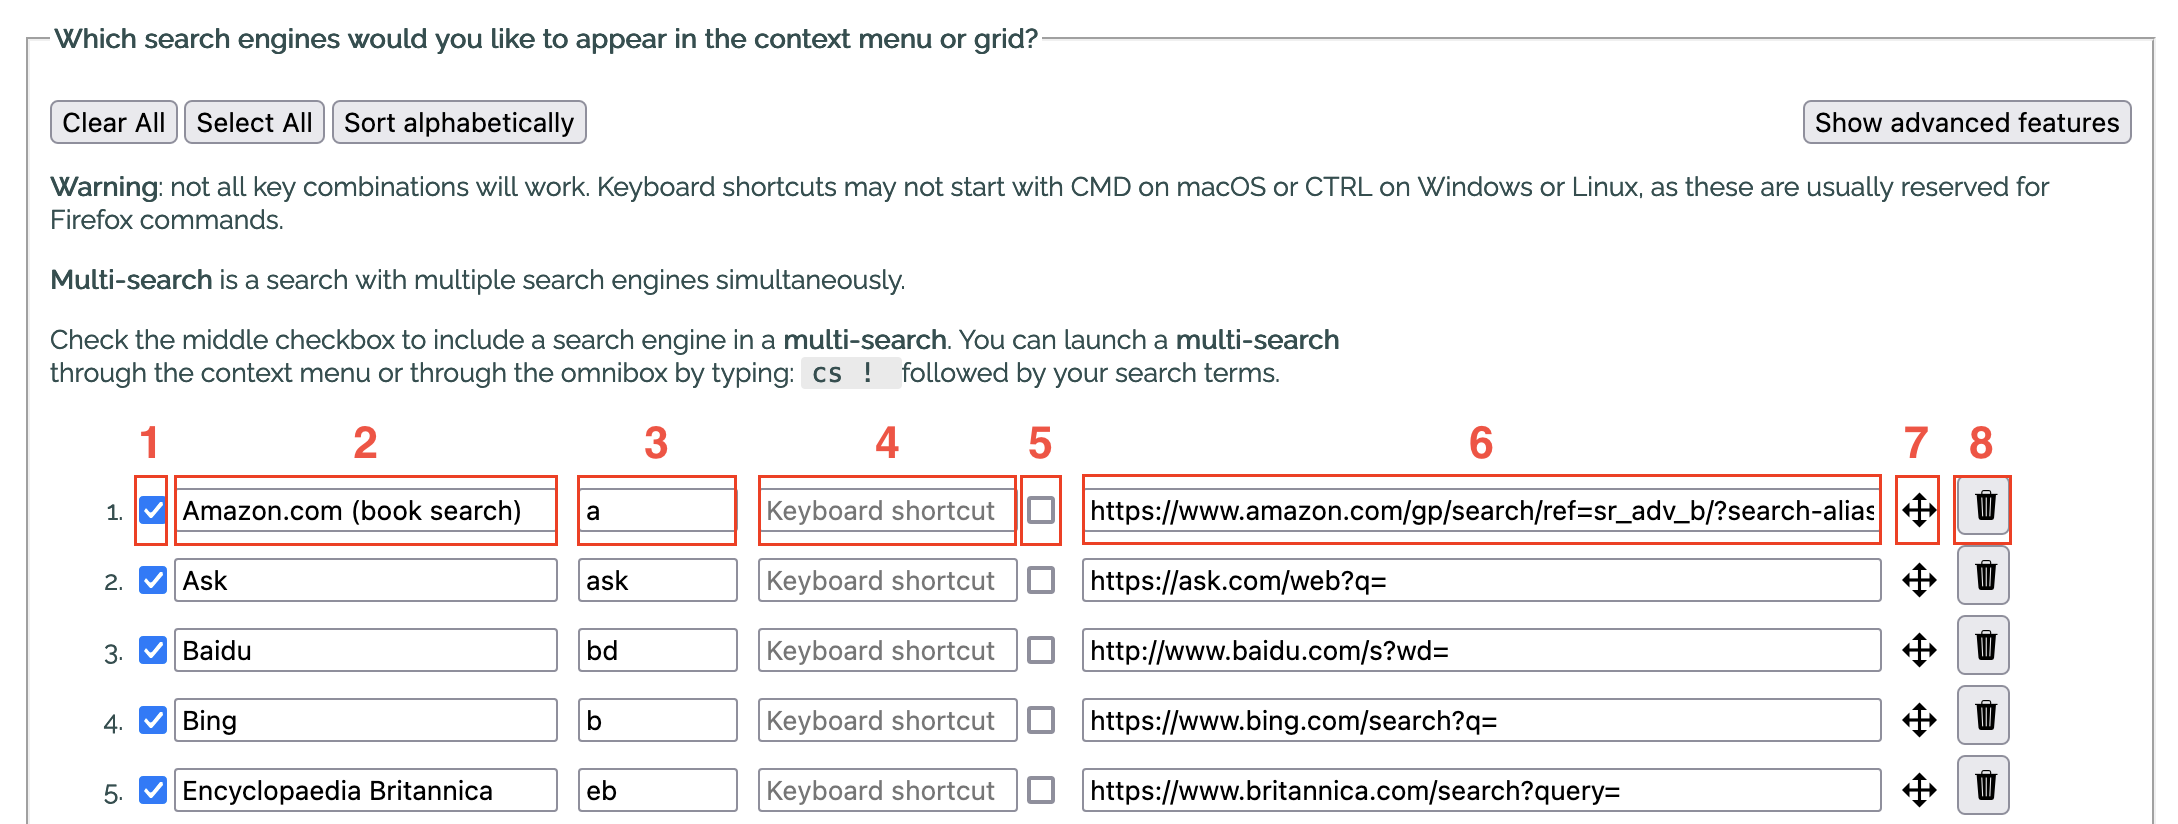 Which search engines would you like to appear in the context menu or grid?
Clear All Select All Sort alphabetically Show advanced features
Warning: not all key combinations will work. Keyboard shortcuts may not start with CMD on macOS or CTRL on Windows or Linux, as these are usually reserved for
Firefox commands.
Multi-search is a search with multiple search engines simultaneously.
Check the middle checkbox to include a search engine in a multi-search. You can launch a multi-search
through the context menu or through the omnibox by typing: cs ! followed by your search terms.
1 2 3 4 5 6 7 8
1. Amazon.com (book search) a Keyboard shortcut https://www.amazon.com/gp/search/ref=sr_adv_b/?search-alias
2. Ask ask Keyboard shortcut https://ask.com/web?q=
3. Baidu bd Keyboard shortcut http://www.baidu.com/s?wd=
4. Bing b Keyboard shortcut https://www.bing.com/search?q=
5. Encyclopaedia Britannica eb Keyboard shortcut https://www.britannica.com/search?query=